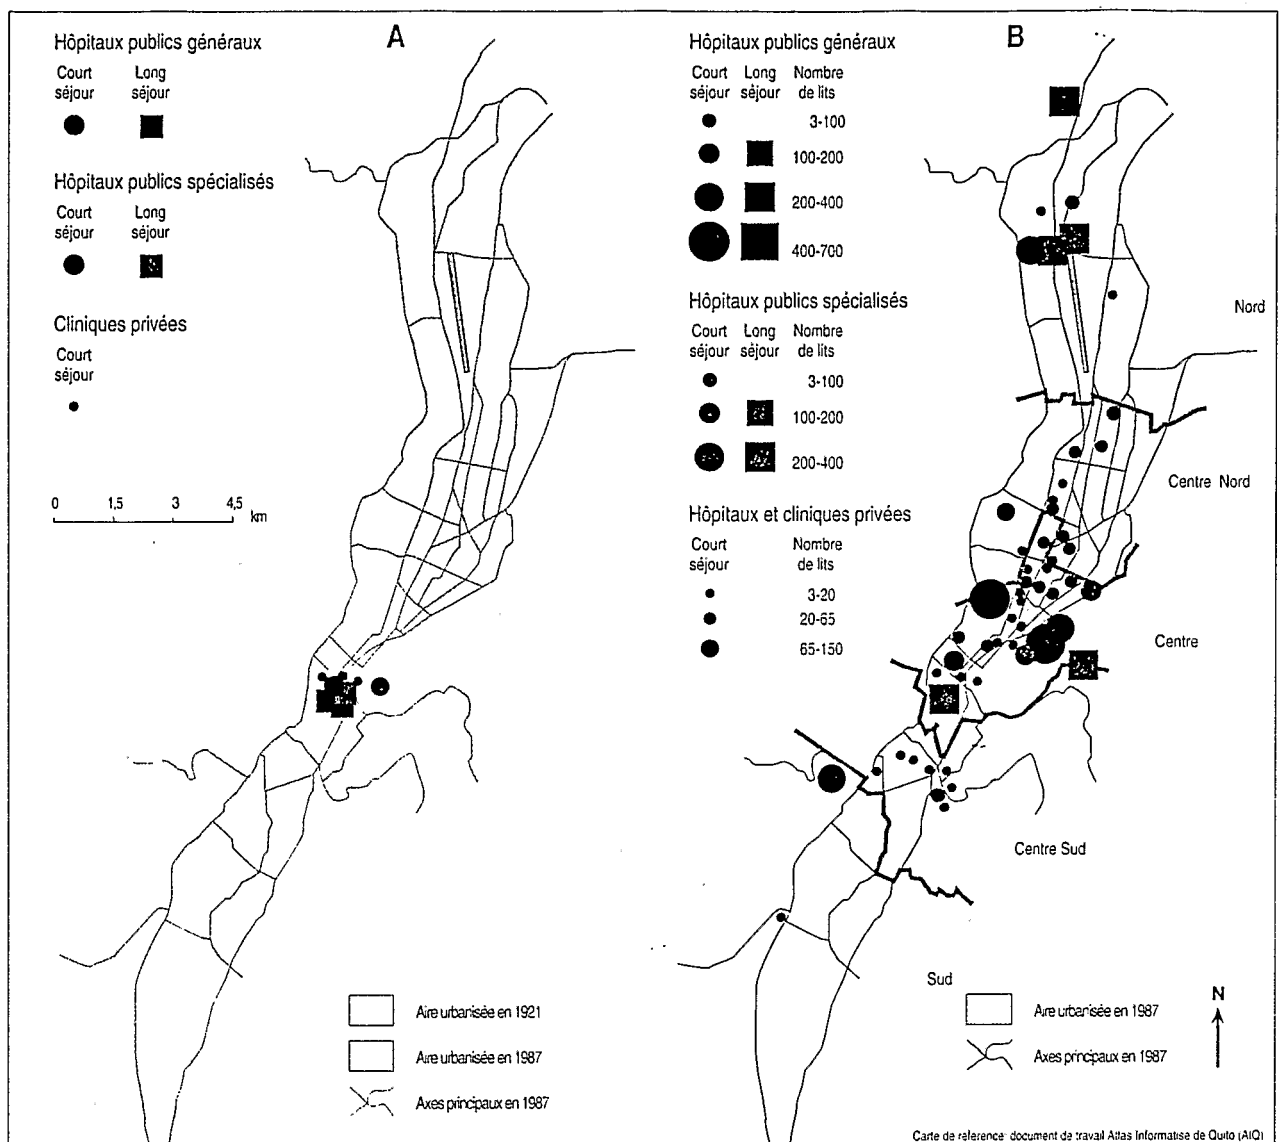 A
Hôpitaux publics généraux
Court séjour
Long séjour
Hôpitaux publics spécialisés
Court séjour
Long séjour
Cliniques privées
Court séjour
0 1,5 3 4,5 km
Aire urbanisée en 1921
Aire urbanisée en 1987
Axes principaux en 1987
B
Hôpitaux publics généraux
Court séjour
Long séjour
Nombre de lits
3-100
100-200
200-400
400-700
Hôpitaux publics spécialisés
Court séjour
Long séjour
Nombre de lits
3-100
100-200
200-400
Hôpitaux et cliniques privées
Court séjour
Nombre de lits
3-20
20-65
65-150
Nord
Centre Nord
Centre
Centre Sud
Sud
Aire urbanisée en 1987
Axes principaux en 1987
N
Carte de reference: document de travail Atlas Informatise de Quito (AIQ)